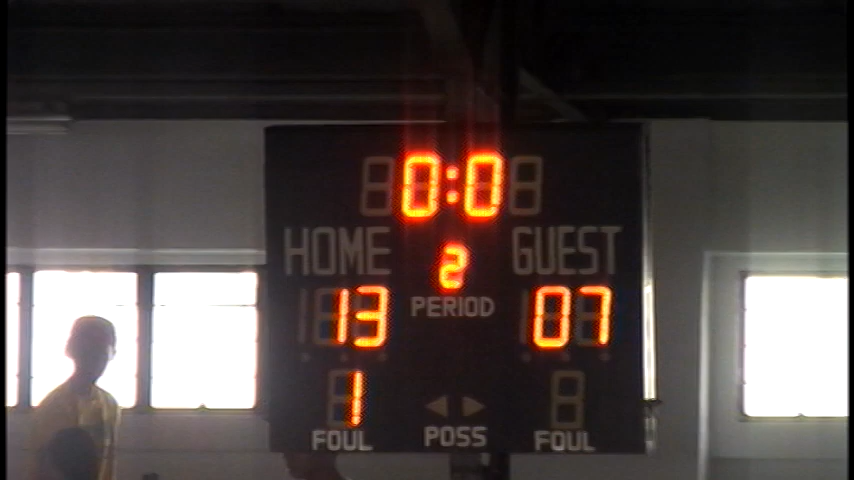 0:0
HOME 2 GUEST
13 PERIOD 07
1
FOUL POSS FOUL